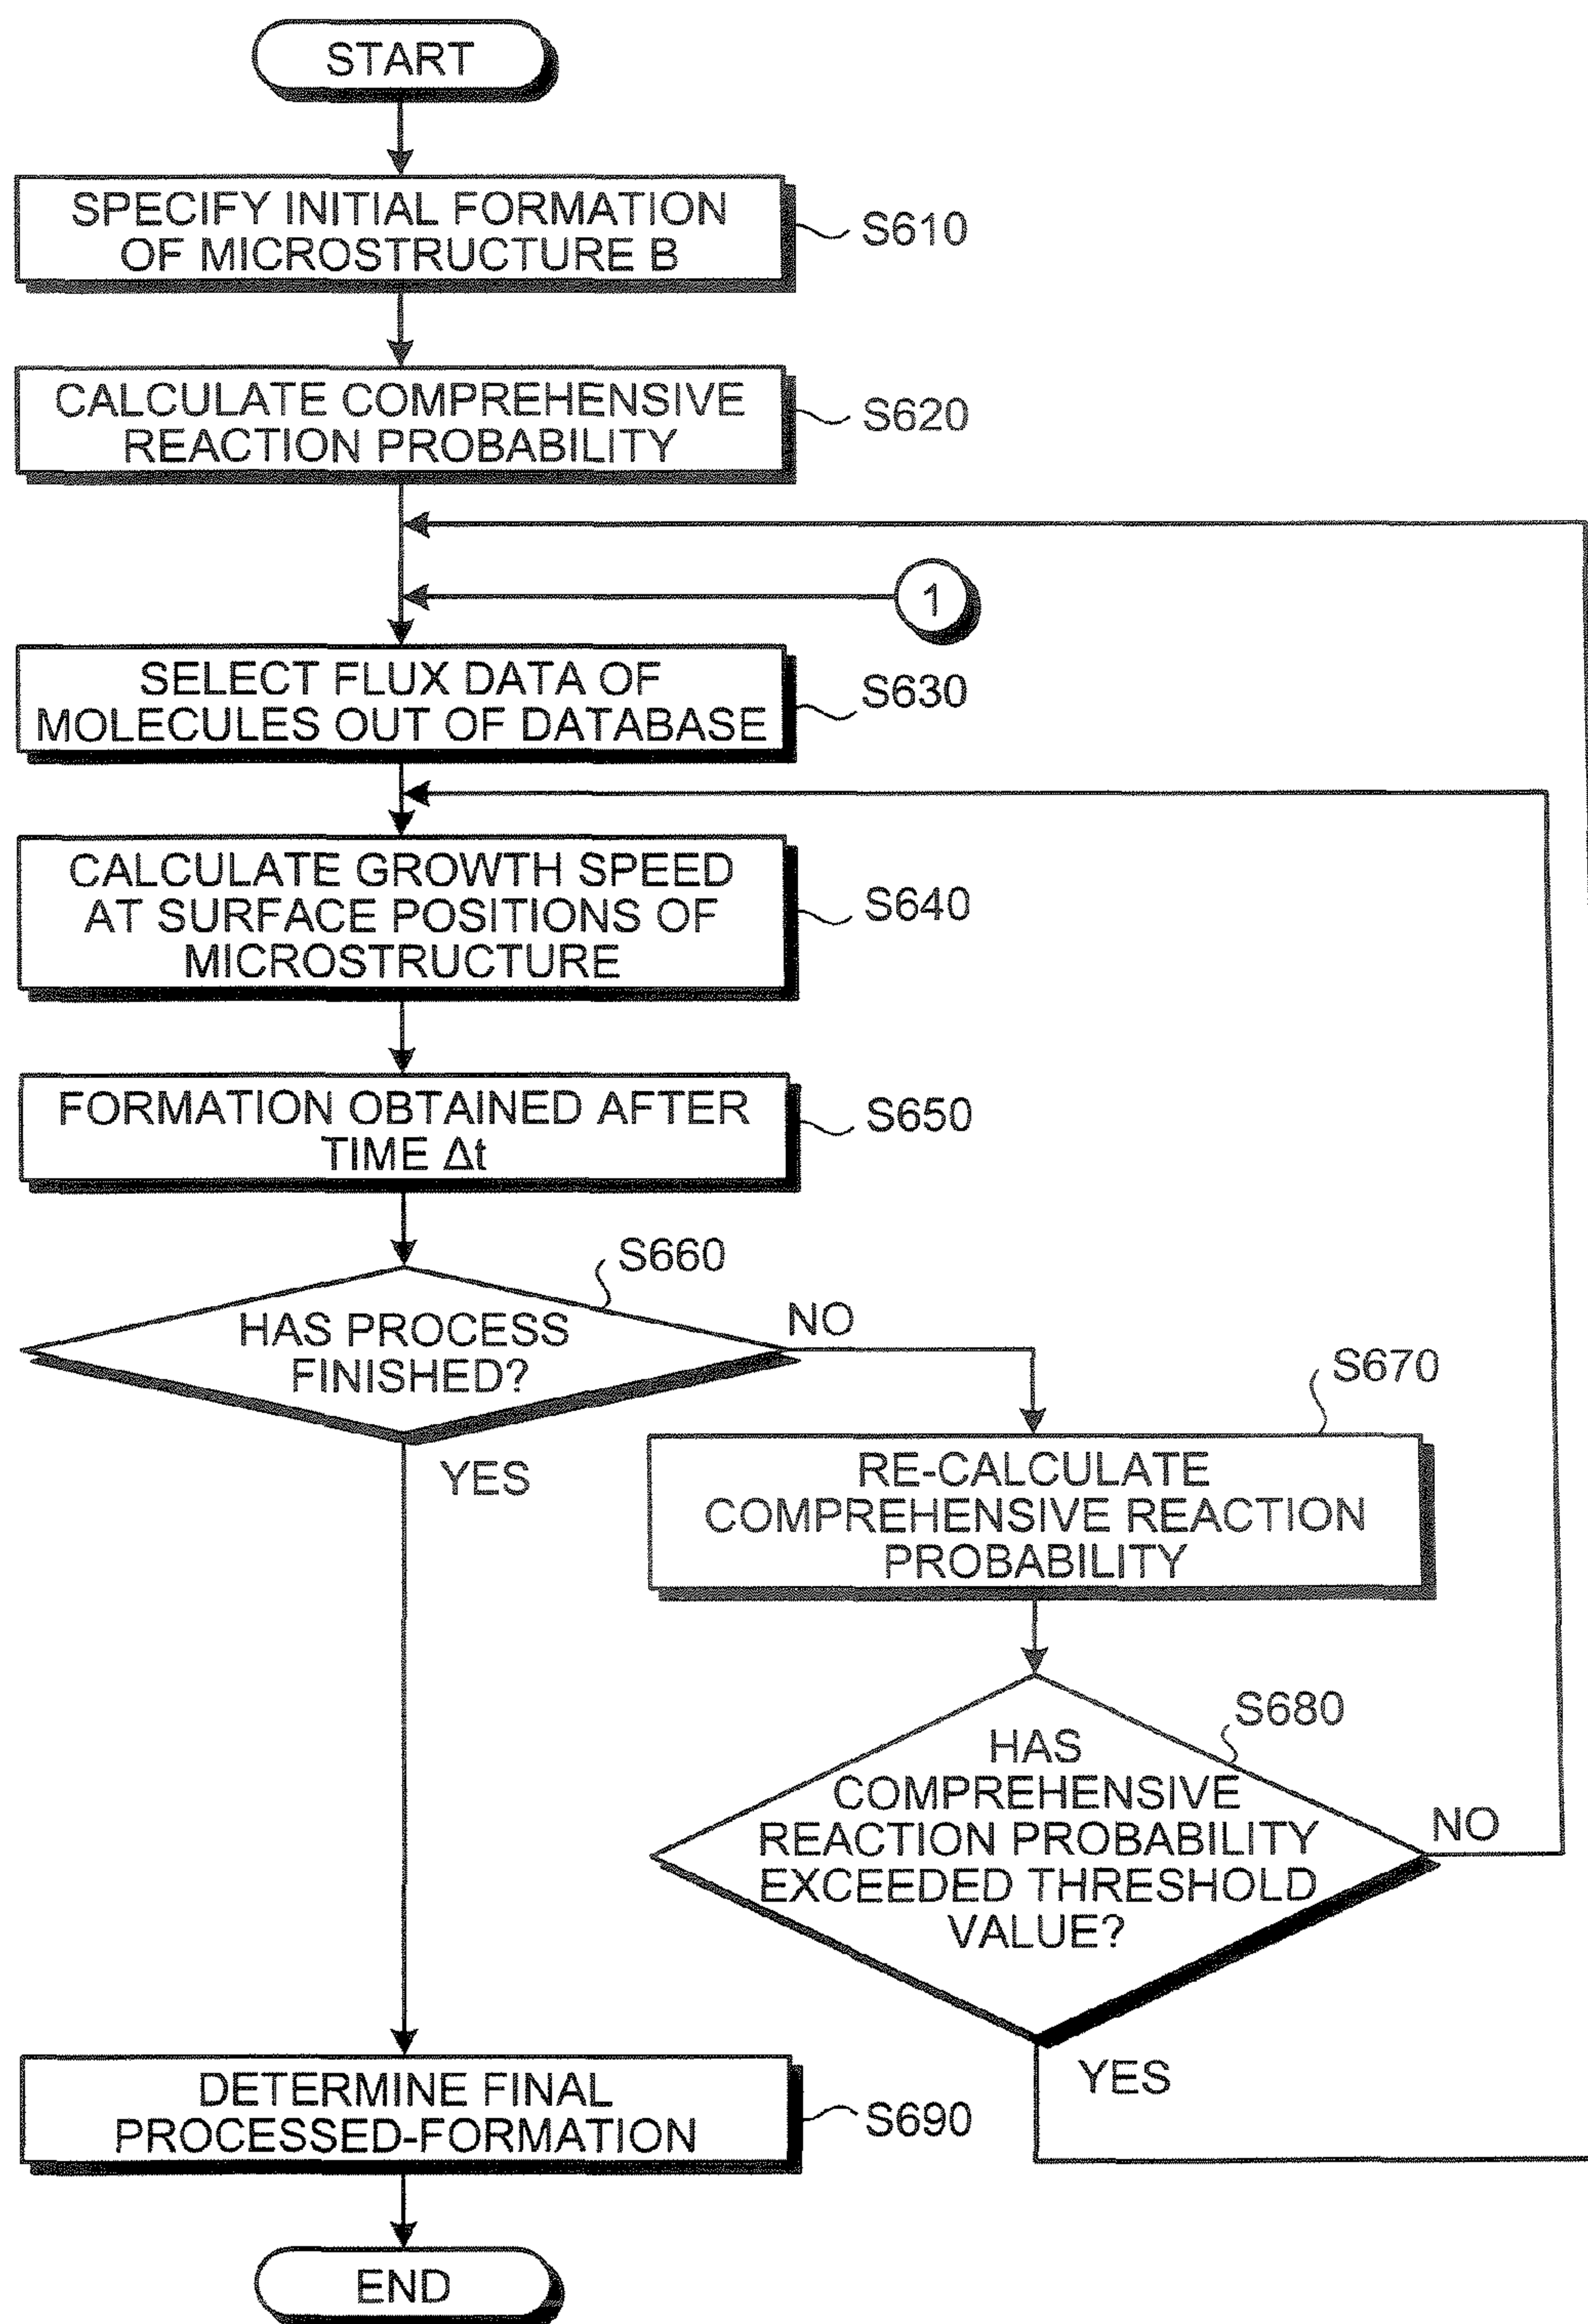 START
SPECIFY INITIAL FORMATION
OF MICROSTRUCTURE B
S610
CALCULATE COMPREHENSIVE
REACTION PROBABILITY
S620
1
SELECT FLUX DATA OF
MOLECULES OUT OF DATABASE
S630
CALCULATE GROWTH SPEED
AT SURFACE POSITIONS OF
MICROSTRUCTURE
S640
FORMATION OBTAINED AFTER
TIME Δt
S650
S660
HAS PROCESS
FINISHED?
NO
YES
S670
RE-CALCULATE
COMPREHENSIVE REACTION
PROBABILITY
S680
HAS
COMPREHENSIVE
REACTION PROBABILITY
EXCEEDED THRESHOLD
VALUE?
NO
YES
DETERMINE FINAL
PROCESSED-FORMATION
S690
END